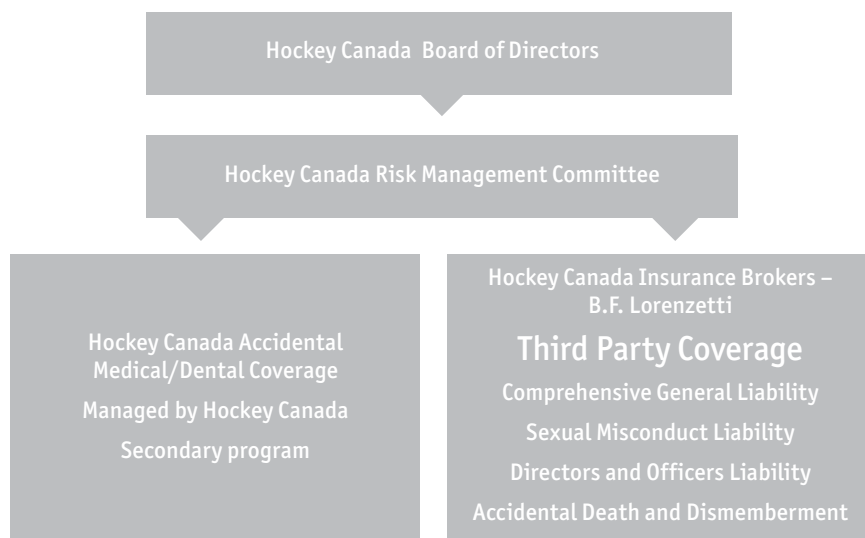 Hockey Canada Board of Directors
Hockey Canada Risk Management Committee
Hockey Canada Accidental
Medical/Dental Coverage
Managed by Hockey Canada
Secondary program
Hockey Canada Insurance Brokers –
B.F. Lorenzetti
Third Party Coverage
Comprehensive General Liability
Sexual Misconduct Liability
Directors and Officers Liability
Accidental Death and Dismemberment